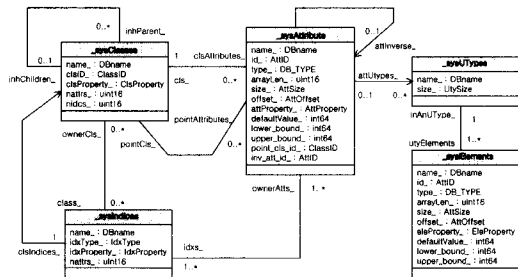 inhParent_
0..*
0..1
inhChildren_
_sysClasses
name_ : DBname
clsID_ : ClassID
clsProperty_ : ClsProperty
nattrs_ : uint16
nidcs_ : uint16
1
clsAttributes_
cls_
0..*
pointAttributes_
ownerCls_
0..*
pointCls_
0..*
_sysAttribute
name_ : DBname
id_ : AttID
type_ : DB_TYPE
arrayLen_ : uint16
size_ : AttSize
offset_ : AttOffset
attProperty_ : AttProperty
defaultValue_ : int64
lower_bound_ : int64
upper_bound_ : int64
point_cls_id_ : ClassID
inv_att_id_ : AttID
0..1
attInverse_
attUtypes_
0..1
0..*
_sysUTypes
name_ : DBname
size_ : UtySize
inAnUType_
1
utyElements_
1..*
_sysElements
name_ : DBname
id_ : AttID
type_ : DB_TYPE
arrayLen_ : uint16
size_ : AttSize
offset_ : AttOffset
eleProperty_ : EleProperty
defaultValue_ : int64
lower_bound_ : int64
upper_bound_ : int64
ownerAtts_
1..*
class_
0..*
clsIndices_
1
_sysIndices
name_ : DBname
idxType_ : IdxType
idxProperty_ : IdxProperty
nattrs_ : uint16
idxs_
1..*